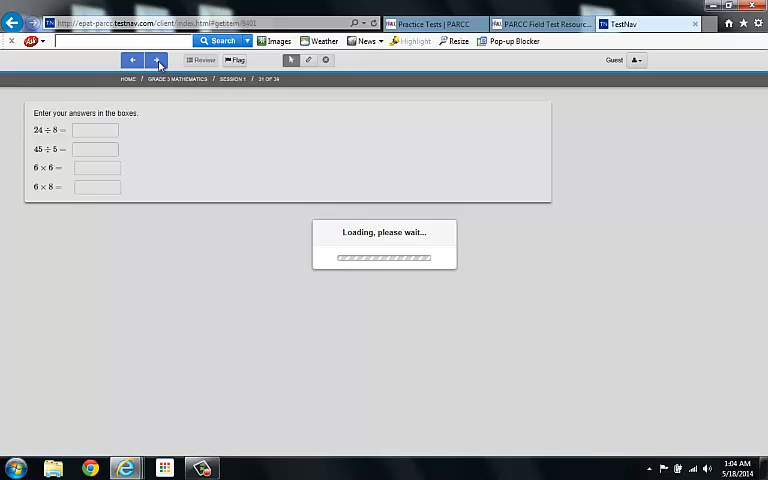 http://epat-parcc.testnav.com/client/index.html#getitem/5401
Practice Tests | PARCC
PARCC Field Test Resourc...
TestNav
Search
Images
Weather
News
Highlight
Resize
Pop-up Blocker
Review
Flag
Guest
HOME / GRADE 3 MATHEMATICS / SESSION 1 / 31 OF 39
Enter your answers in the boxes.
24 ÷ 8 =
45 ÷ 5 =
6 × 6 =
6 × 8 =
Loading, please wait...
1:04 AM
5/18/2014